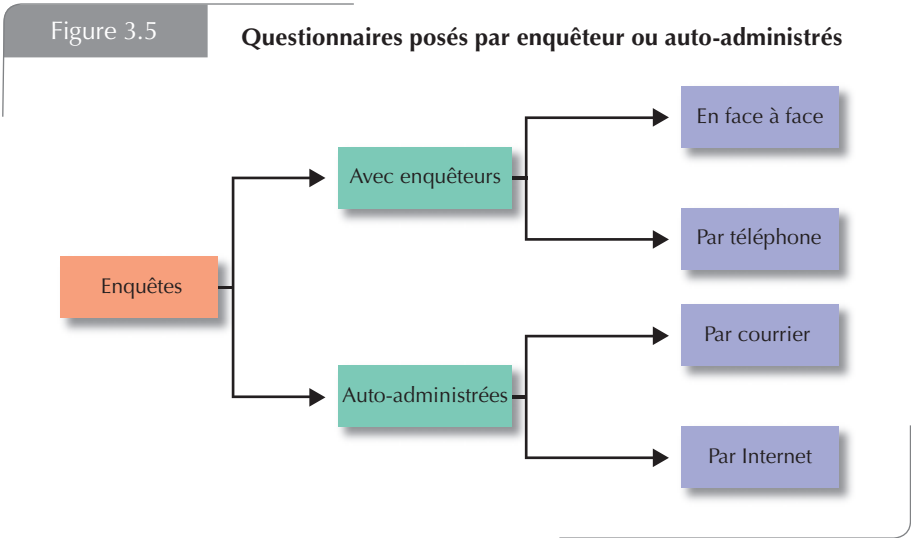 Figure 3.5
Questionnaires posés par enquêteur ou auto-administrés
En face à face
Avec enquêteurs
Par téléphone
Enquêtes
Par courrier
Auto-administrées
Par Internet